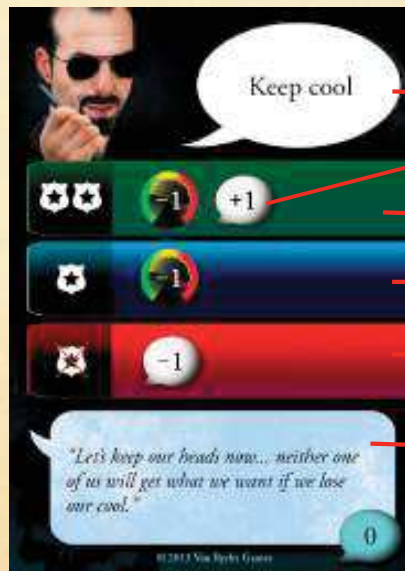 Keep cool
-1
+1
-1
-1
"Let's keep our heads now... neither one
of us will get what we want if we lose
our cool."
0
© 2013 Van Ryder Games